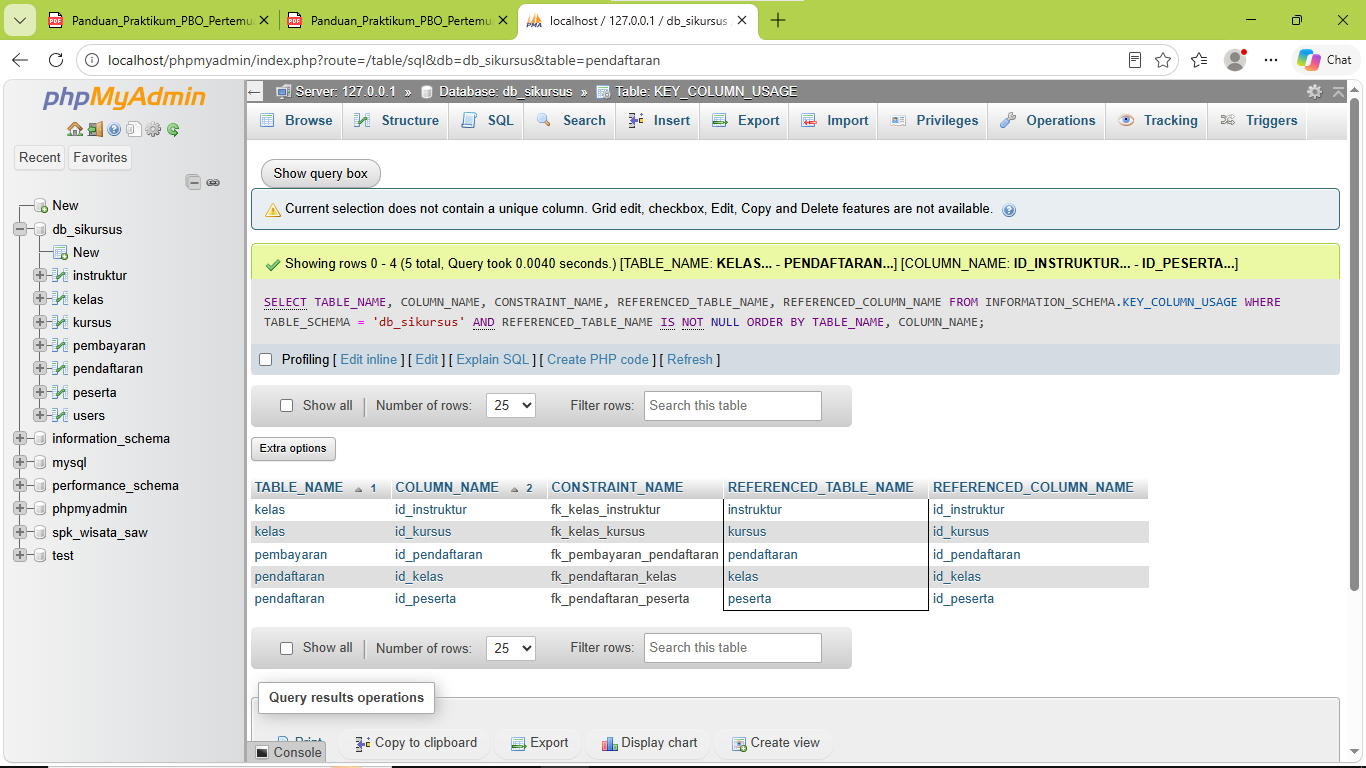 Panduan_Praktikum_PBO_Pertemu
Panduan_Praktikum_PBO_Pertemu
localhost / 127.0.0.1 / db_sikursus
localhost/phpmyadmin/index.php?route=/table/sql&db=db_sikursus&table=pendaftaran
Chat
phpMyAdmin
Recent
Favorites
New
db_sikursus
New
instruktur
kelas
kursus
pembayaran
pendaftaran
peserta
users
information_schema
mysql
performance_schema
phpmyadmin
spk_wisata_saw
test
Server: 127.0.0.1 » Database: db_sikursus » Table: KEY_COLUMN_USAGE
Browse Structure SQL Search Insert Export Import Privileges Operations Tracking Triggers
Show query box
Current selection does not contain a unique column. Grid edit, checkbox, Edit, Copy and Delete features are not available.
Showing rows 0 - 4 (5 total, Query took 0.0040 seconds.) [TABLE_NAME: KELAS... - PENDAFTARAN...] [COLUMN_NAME: ID_INSTRUKTUR... - ID_PESERTA...]
SELECT TABLE_NAME, COLUMN_NAME, CONSTRAINT_NAME, REFERENCED_TABLE_NAME, REFERENCED_COLUMN_NAME FROM INFORMATION_SCHEMA.KEY_COLUMN_USAGE WHERE
TABLE_SCHEMA = 'db_sikursus' AND REFERENCED_TABLE_NAME IS NOT NULL ORDER BY TABLE_NAME, COLUMN_NAME;
Profiling [ Edit inline ] [ Edit ] [ Explain SQL ] [ Create PHP code ] [ Refresh ]
Show all Number of rows: 25 Filter rows: Search this table
Extra options
TABLE_NAME 1 COLUMN_NAME 2 CONSTRAINT_NAME REFERENCED_TABLE_NAME REFERENCED_COLUMN_NAME
kelas id_instruktur fk_kelas_instruktur instruktur id_instruktur
kelas id_kursus fk_kelas_kursus kursus id_kursus
pembayaran id_pendaftaran fk_pembayaran_pendaftaran pendaftaran id_pendaftaran
pendaftaran id_kelas fk_pendaftaran_kelas kelas id_kelas
pendaftaran id_peserta fk_pendaftaran_peserta peserta id_peserta
Show all Number of rows: 25 Filter rows: Search this table
Query results operations
Print Copy to clipboard Export Display chart Create view
Console